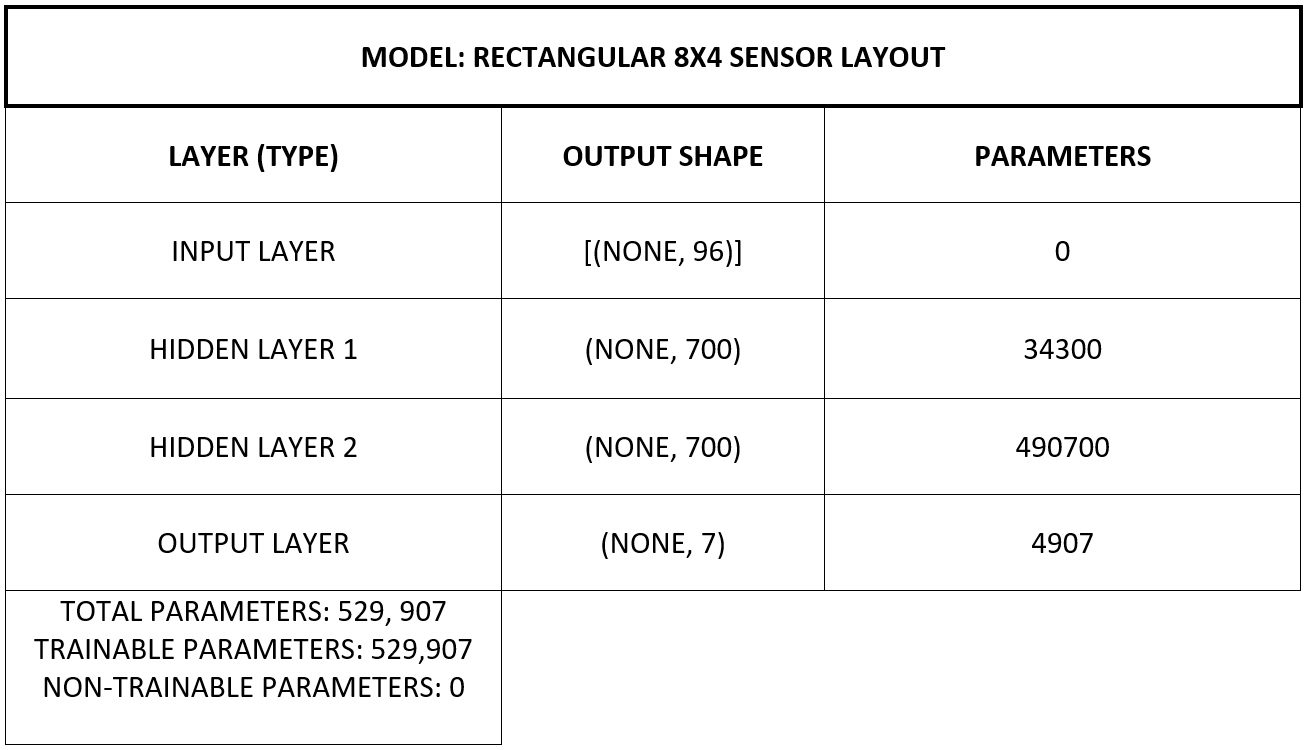 MODEL: RECTANGULAR 8X4 SENSOR LAYOUT
LAYER (TYPE) OUTPUT SHAPE PARAMETERS
INPUT LAYER [(NONE, 96)] 0
HIDDEN LAYER 1 (NONE, 700) 34300
HIDDEN LAYER 2 (NONE, 700) 490700
OUTPUT LAYER (NONE, 7) 4907
TOTAL PARAMETERS: 529, 907
TRAINABLE PARAMETERS: 529,907
NON-TRAINABLE PARAMETERS: 0